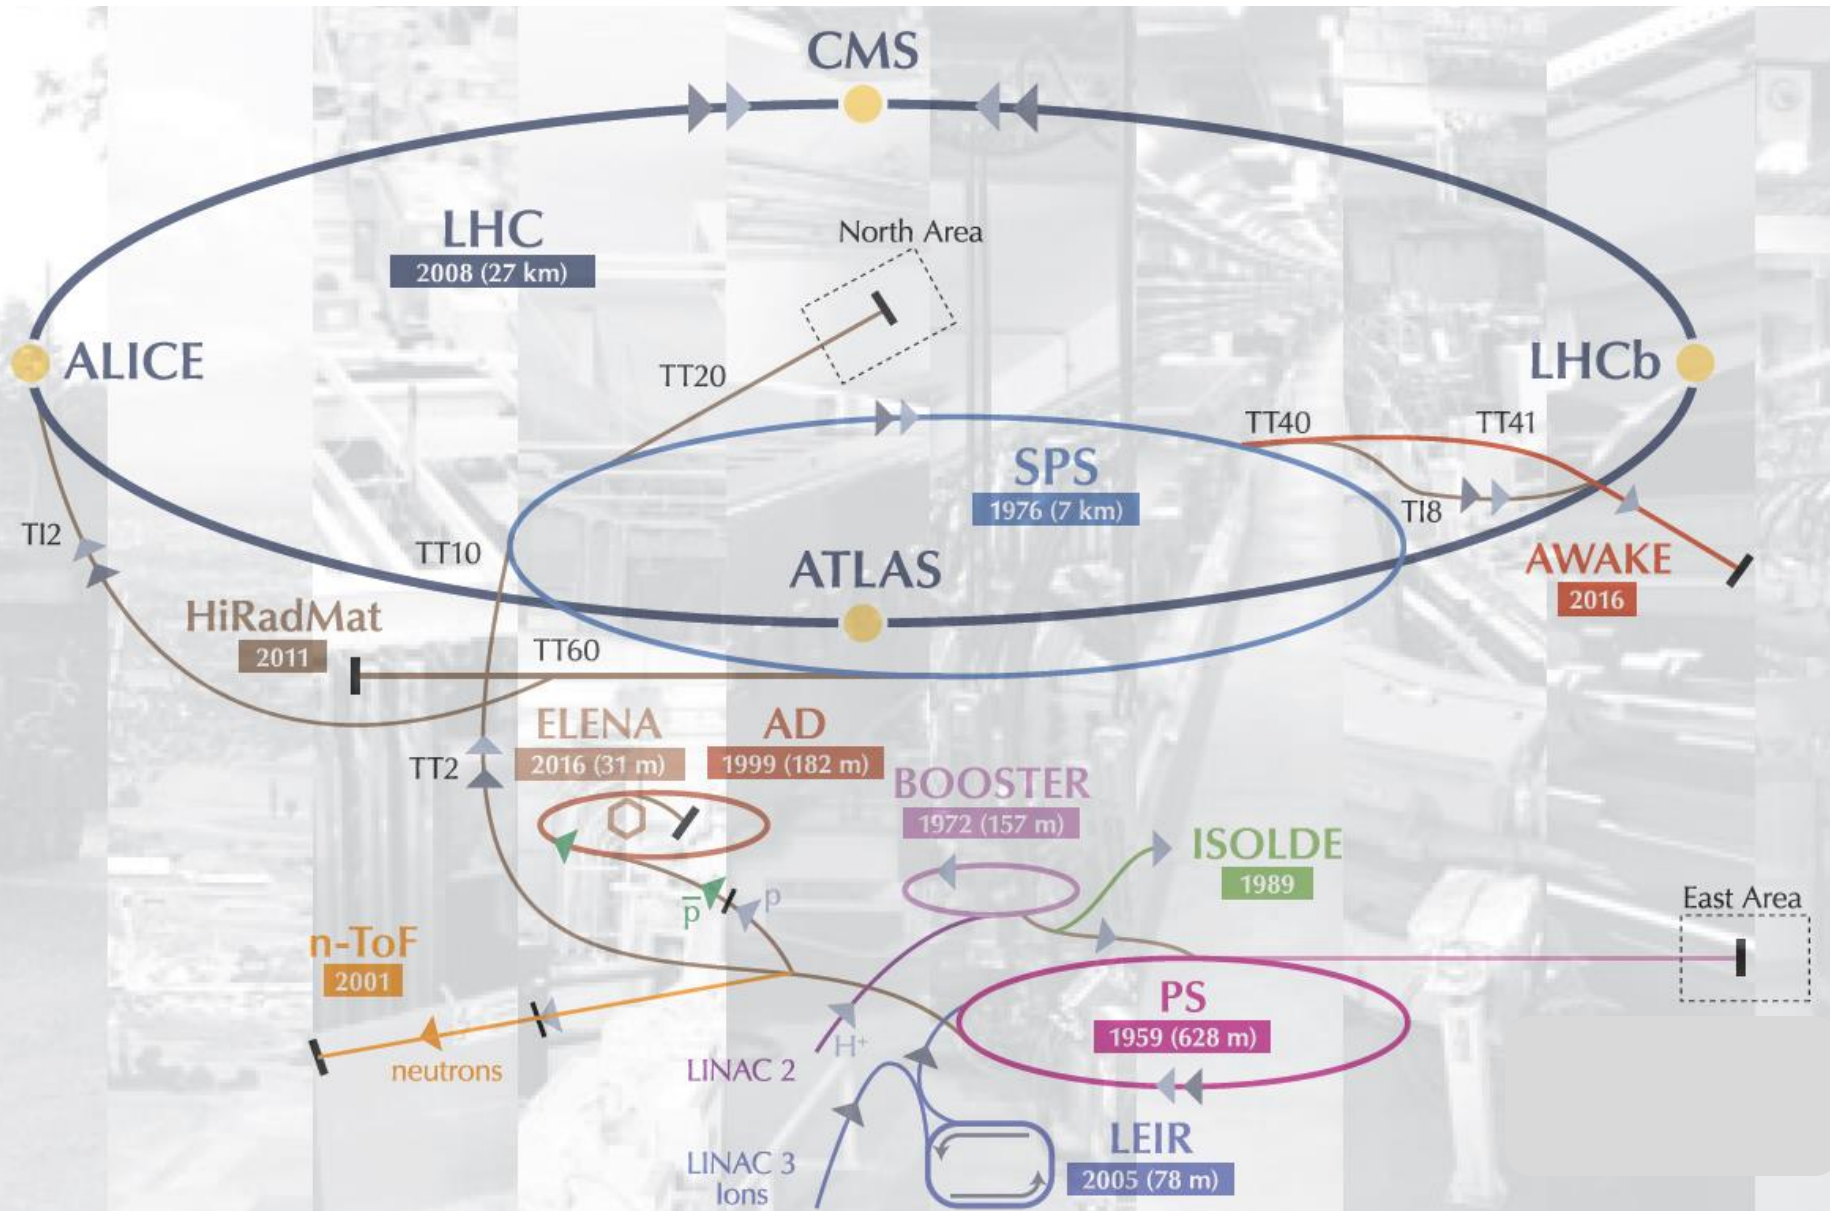 CMS
LHC
2008 (27 km)
North Area
ALICE
LHCb
TT20
TT40
TT41
SPS
1976 (7 km)
TI2
TT10
TI8
ATLAS
AWAKE
2016
HiRadMat
2011
TT60
ELENA
2016 (31 m)
AD
1999 (182 m)
TT2
BOOSTER
1972 (157 m)
ISOLDE
1989
p̅
p
East Area
n-ToF
2001
PS
1959 (628 m)
H⁺
neutrons
LINAC 2
LEIR
2005 (78 m)
LINAC 3
Ions